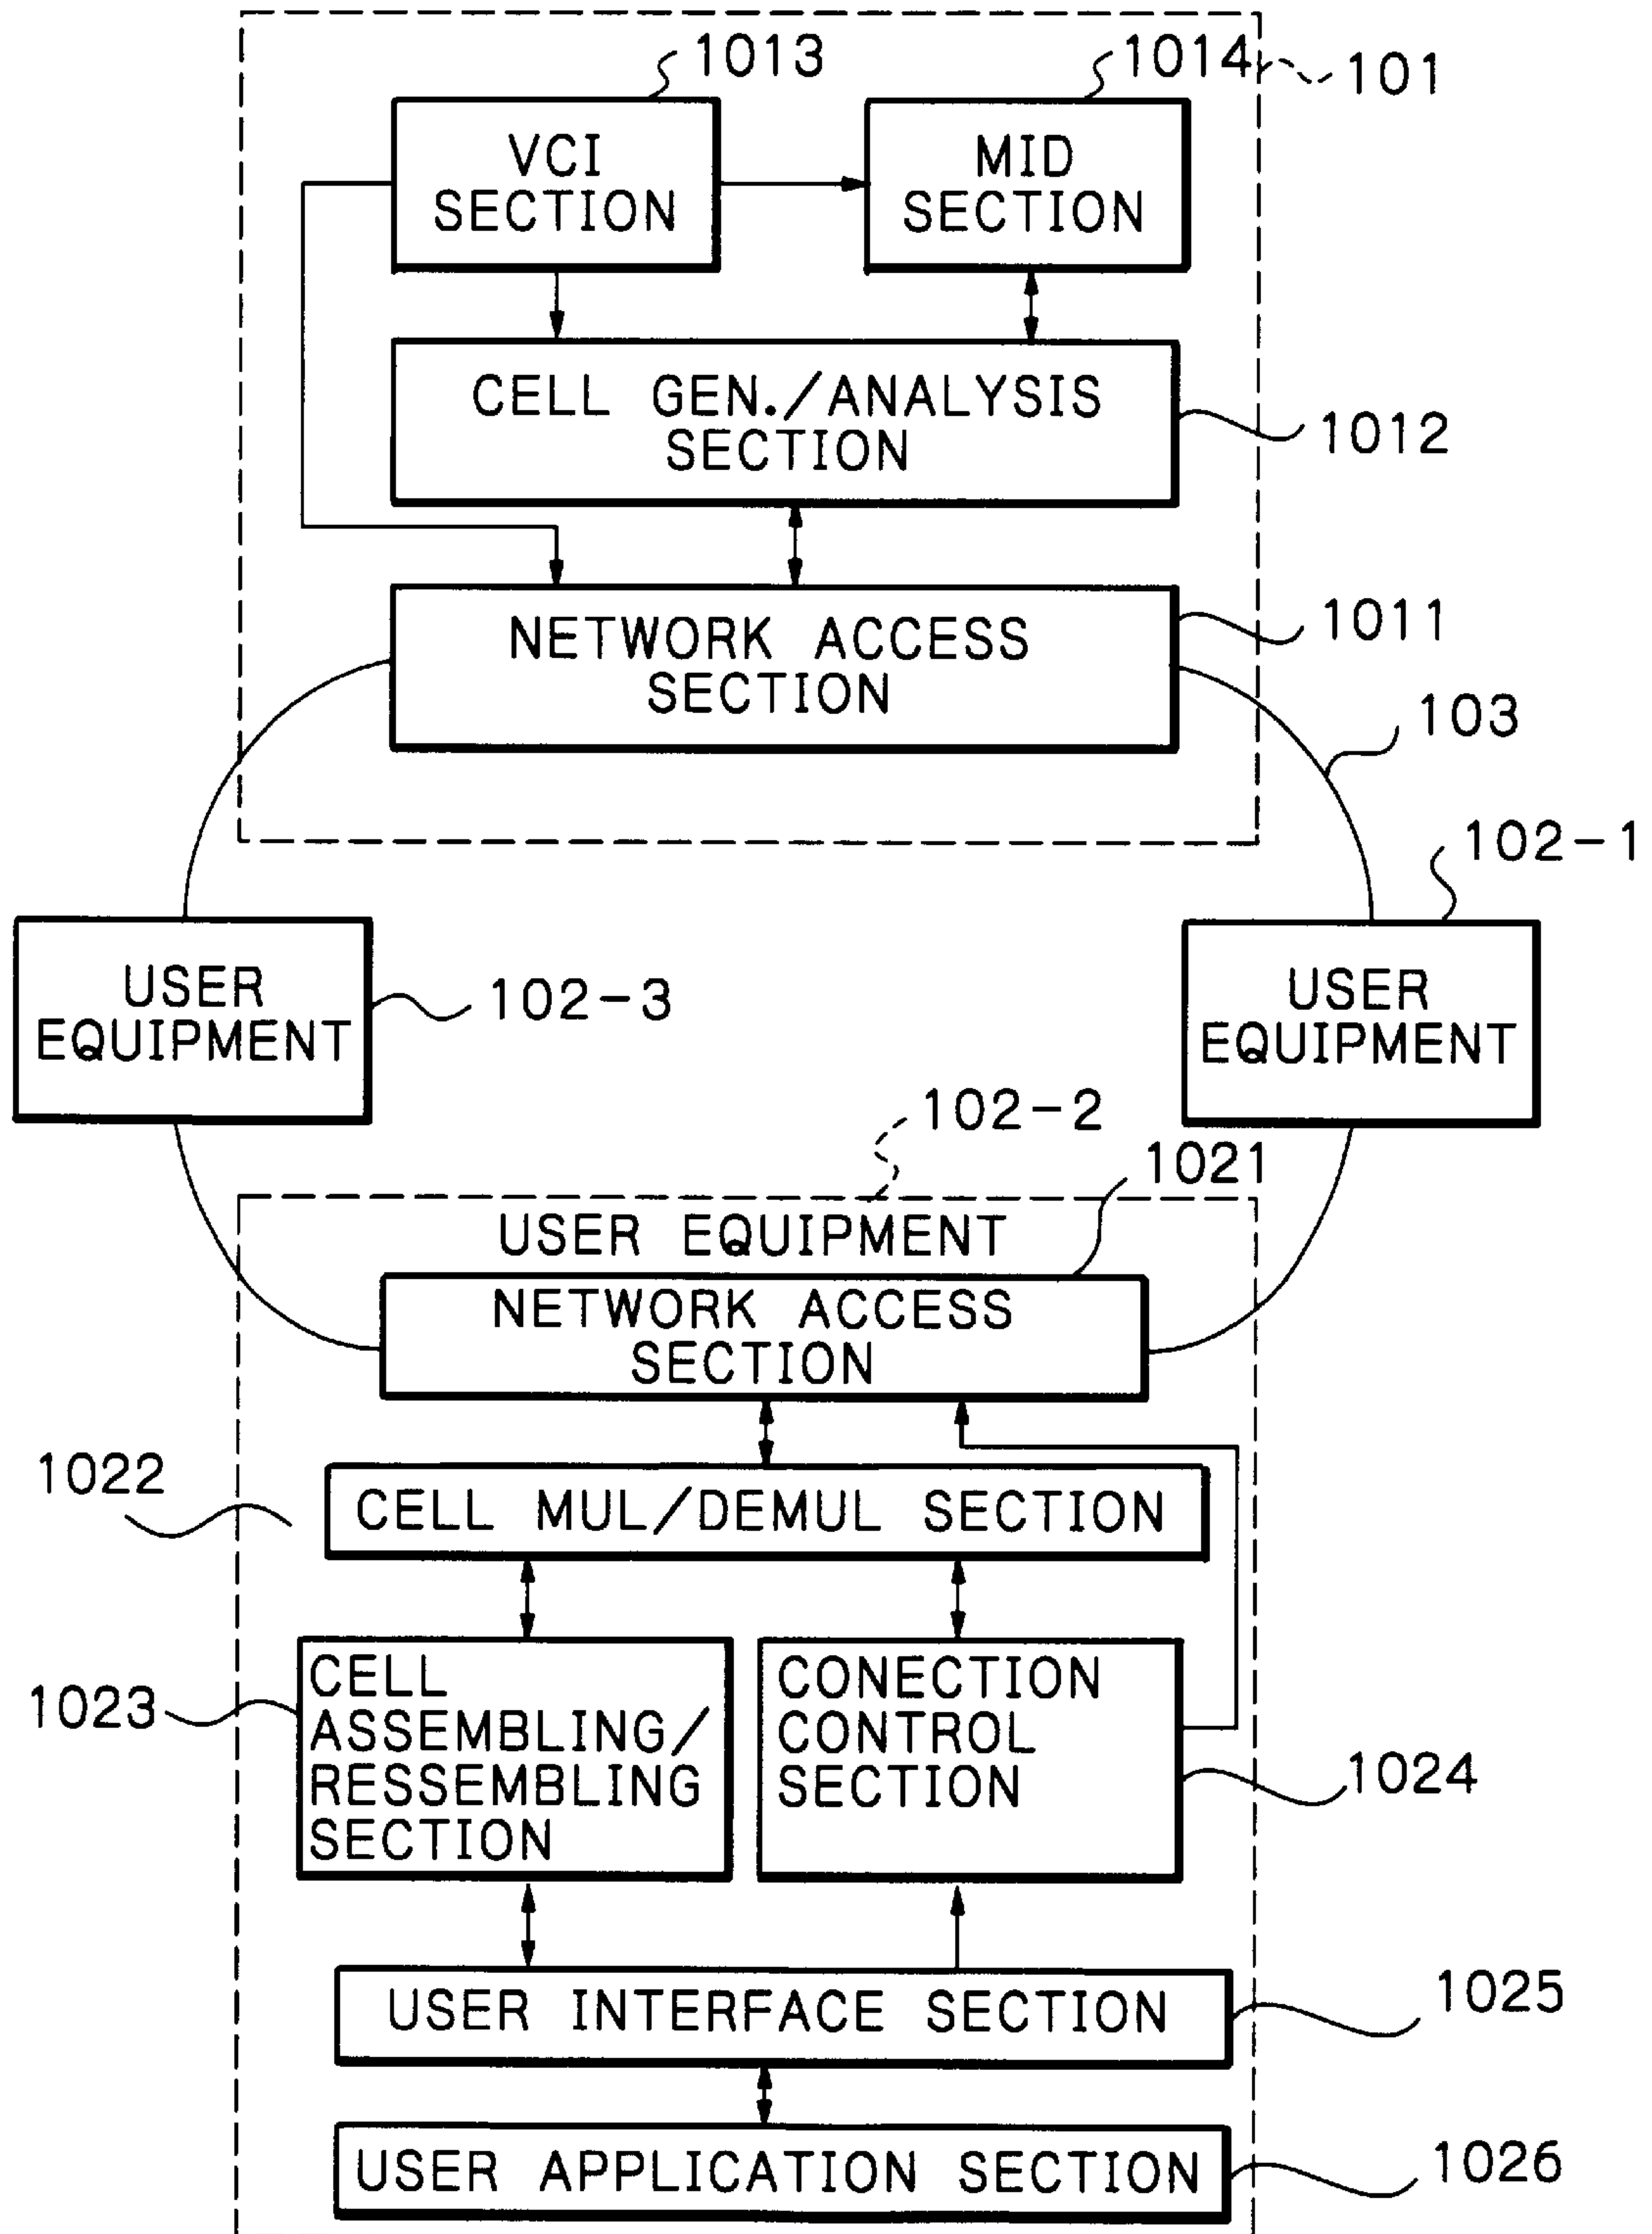 1013
1014
101
VCI
SECTION
MID
SECTION
CELL GEN./ANALYSIS
SECTION
1012
NETWORK ACCESS
SECTION
1011
103
102-1
USER
EQUIPMENT
102-3
USER
EQUIPMENT
102-2
1021
USER EQUIPMENT
NETWORK ACCESS
SECTION
1022
CELL MUL/DEMUL SECTION
1023
CELL
ASSEMBLING/
RESSEMBLING
SECTION
CONECTION
CONTROL
SECTION
1024
USER INTERFACE SECTION
1025
USER APPLICATION SECTION
1026